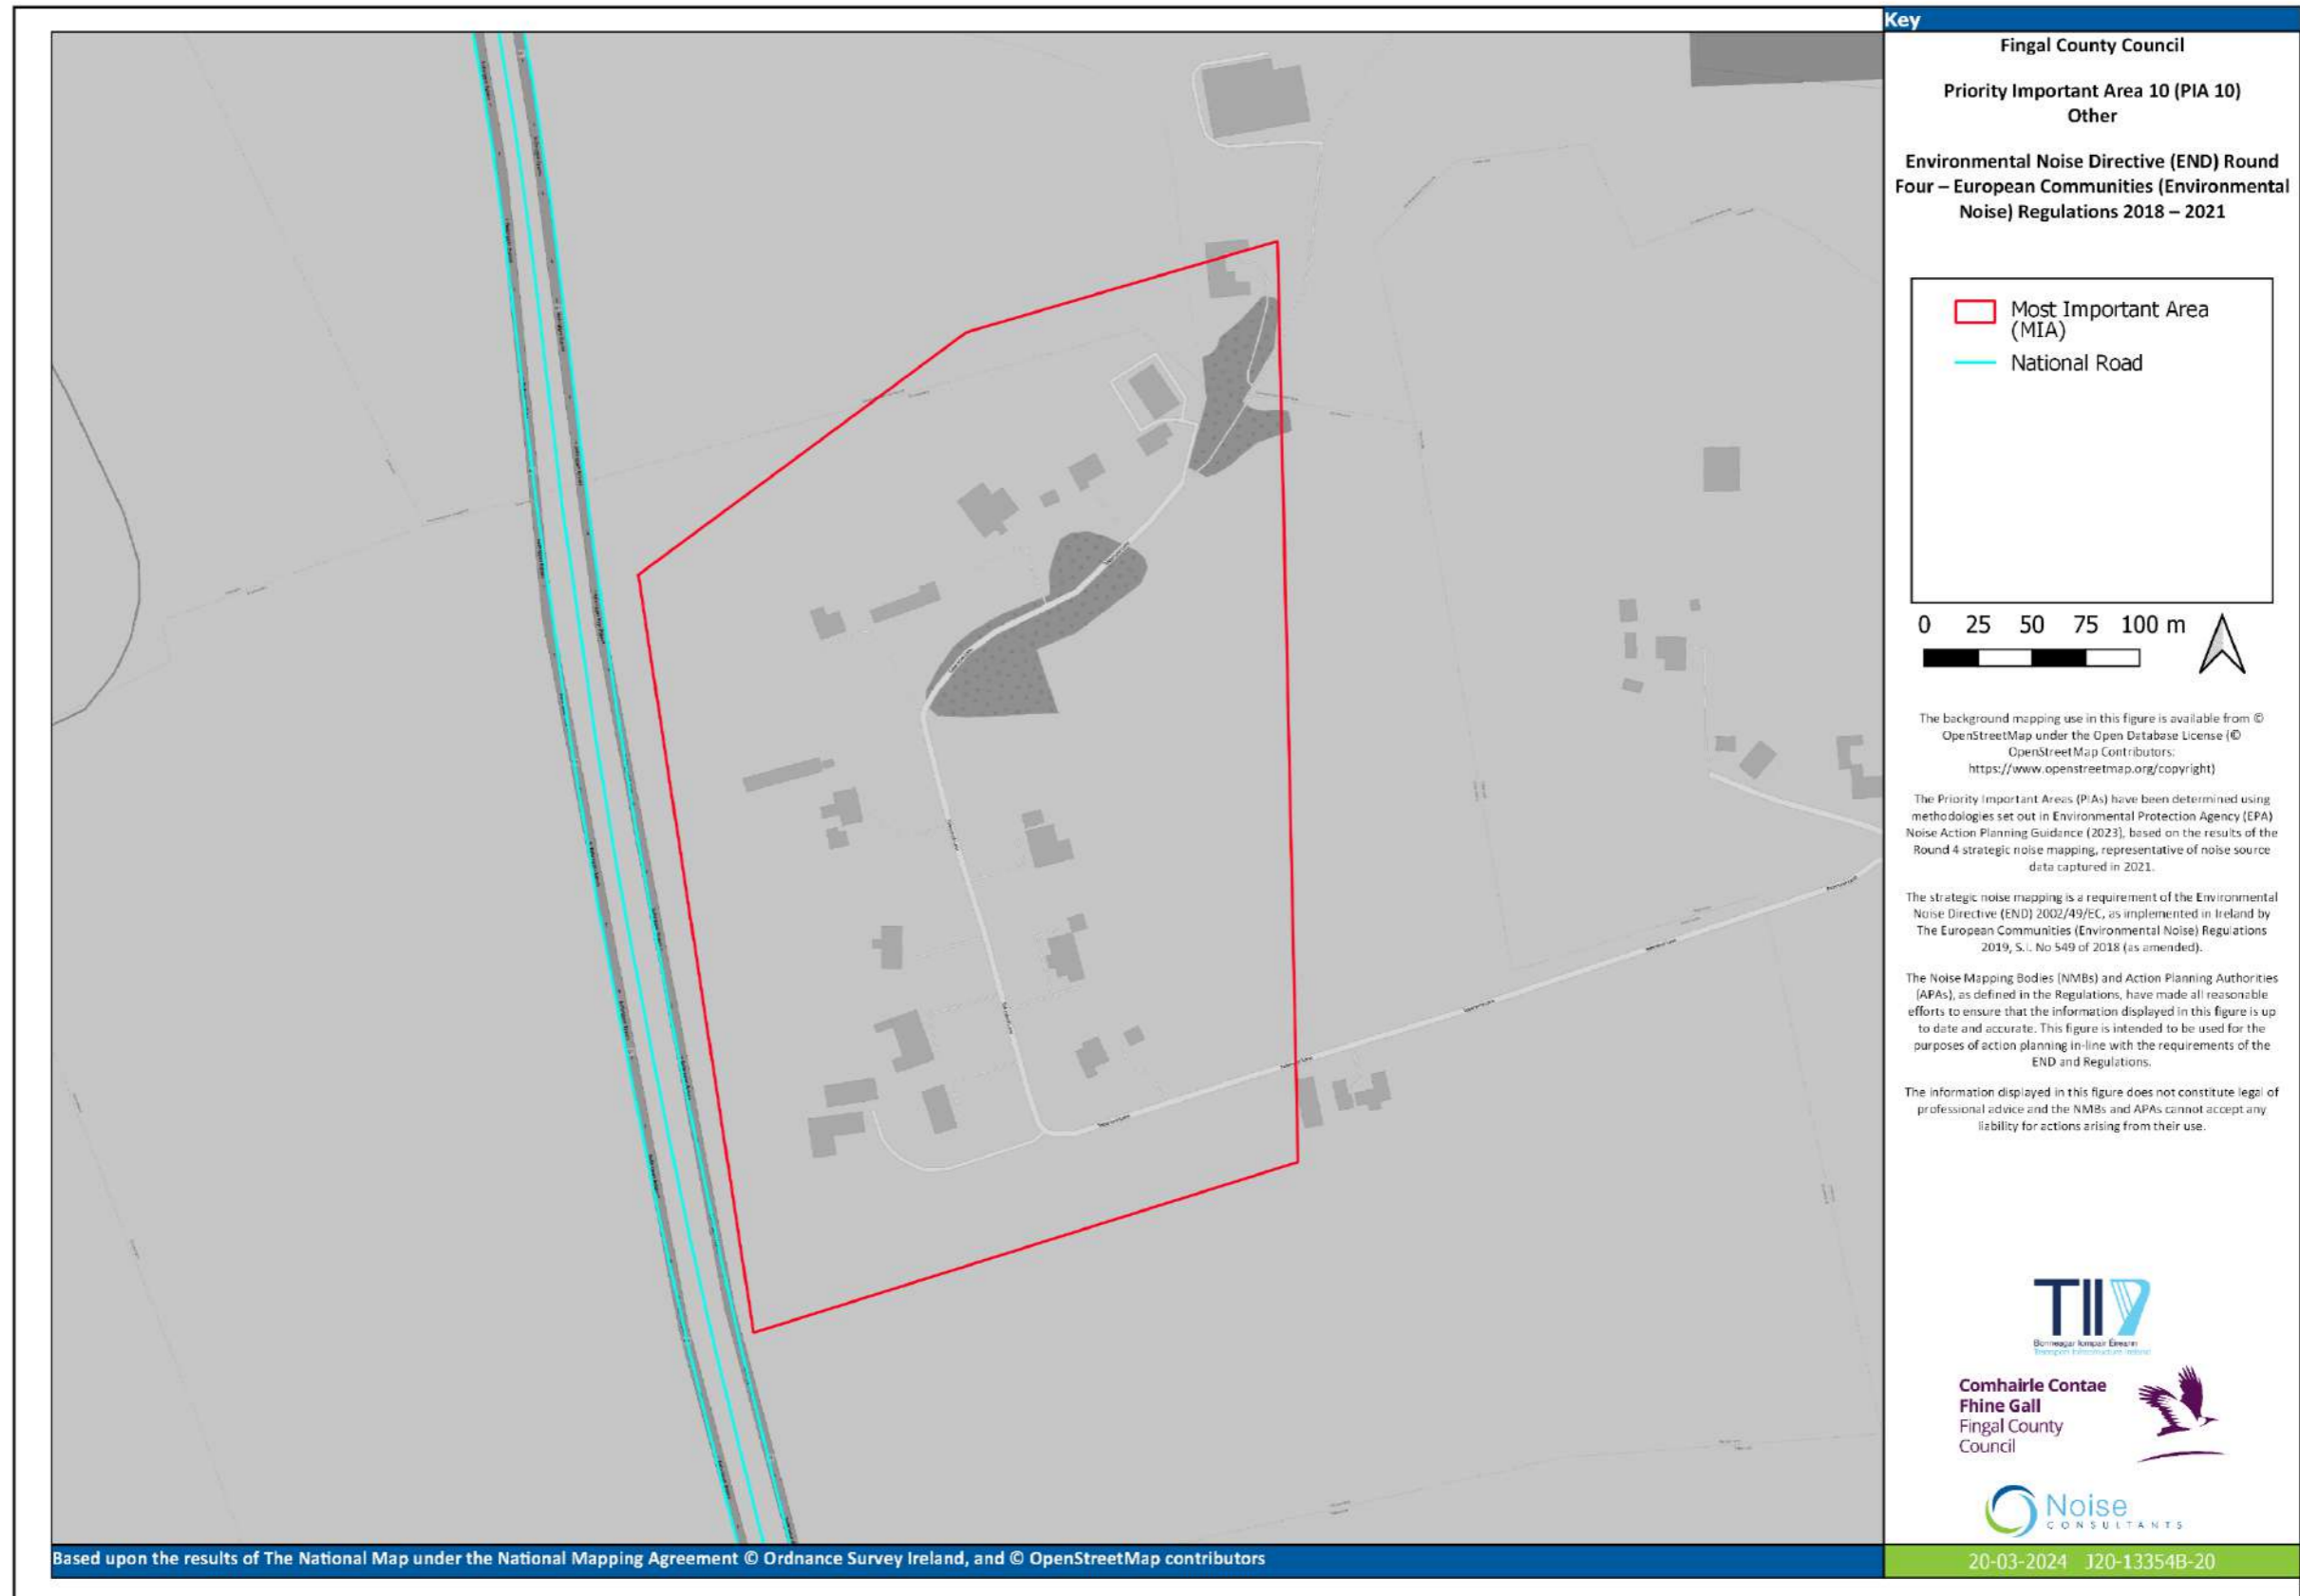 Key
Fingal County Council
Priority Important Area 10 (PIA 10)
Other
Environmental Noise Directive (END) Round
Four – European Communities (Environmental
Noise) Regulations 2018 – 2021
Most Important Area
(MIA)
National Road
0 25 50 75 100 m
The background mapping use in this figure is available from ©
OpenStreetMap under the Open Database License (©
OpenStreetMap Contributors:
https://www.openstreetmap.org/copyright)
The Priority Important Areas (PIAs) have been determined using
methodologies set out in Environmental Protection Agency (EPA)
Noise Action Planning Guidance (2023), based on the results of the
Round 4 strategic noise mapping, representative of noise source
data captured in 2021.
The strategic noise mapping is a requirement of the Environmental
Noise Directive (END) 2002/49/EC, as implemented in Ireland by
The European Communities (Environmental Noise) Regulations
2019, S.I. No 549 of 2018 (as amended).
The Noise Mapping Bodies (NMBs) and Action Planning Authorities
(APAs), as defined in the Regulations, have made all reasonable
efforts to ensure that the information displayed in this figure is up
to date and accurate. This figure is intended to be used for the
purposes of action planning in-line with the requirements of the
END and Regulations.
The information displayed in this figure does not constitute legal of
professional advice and the NMBs and APAs cannot accept any
liability for actions arising from their use.
TII
Bonneagar Iompair Éireann
Transport Infrastructure Ireland
Comhairle Contae
Fhine Gall
Fingal County
Council
Noise
CONSULTANTS
Based upon the results of The National Map under the National Mapping Agreement © Ordnance Survey Ireland, and © OpenStreetMap contributors
20-03-2024 J20-13354B-20